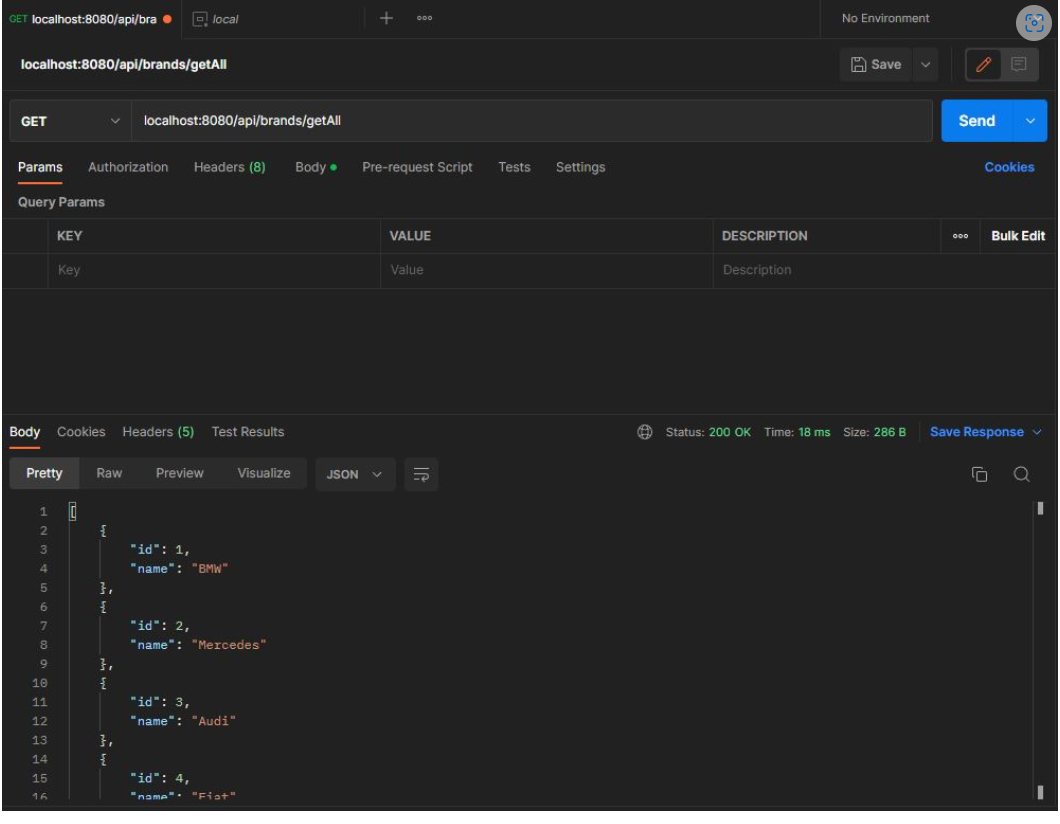 GET localhost:8080/api/bra local No Environment
localhost:8080/api/brands/getAll Save
GET localhost:8080/api/brands/getAll Send
Params Authorization Headers (8) Body Pre-request Script Tests Settings Cookies
Query Params
KEY VALUE DESCRIPTION Bulk Edit
Key Value Description
Body Cookies Headers (5) Test Results Status: 200 OK Time: 18 ms Size: 286 B Save Response
Pretty Raw Preview Visualize JSON
1 [
2 {
3 "id": 1,
4 "name": "BMW"
5 },
6 {
7 "id": 2,
8 "name": "Mercedes"
9 },
10 {
11 "id": 3,
12 "name": "Audi"
13 },
14 {
15 "id": 4,
16 "name": "Fiat"